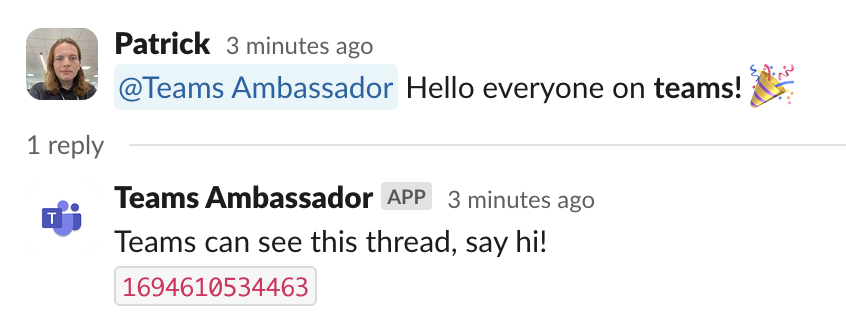 Patrick 3 minutes ago
@Teams Ambassador Hello everyone on teams! 🎉
1 reply
Teams Ambassador APP 3 minutes ago
T
Teams can see this thread, say hi!
1694610534463